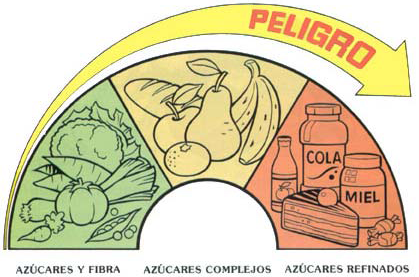 PELIGRO
COLA
MIEL
AZÚCARES Y FIBRA
AZÚCARES COMPLEJOS
AZÚCARES REFINADOS